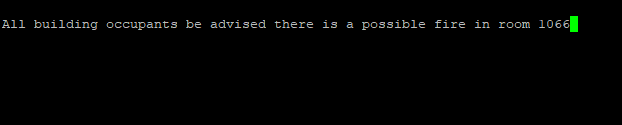 All building occupants be advised there is a possible fire in room 1066